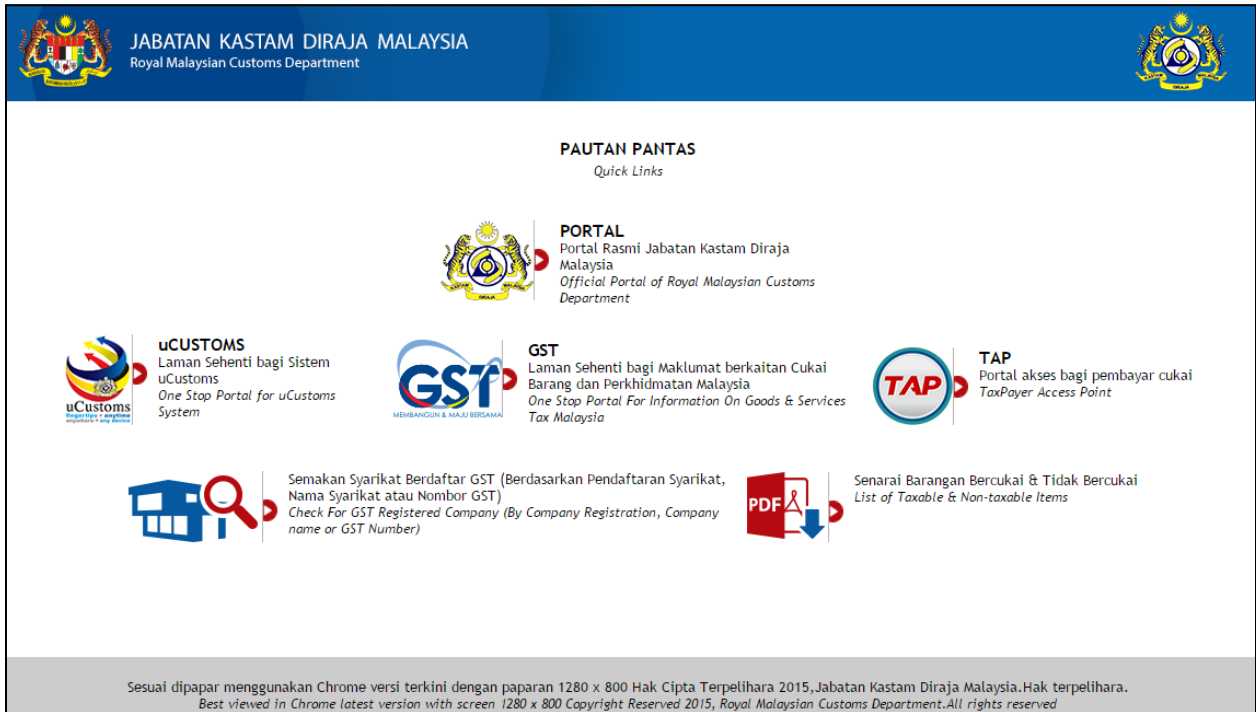 JABATAN KASTAM DIRAJA MALAYSIA
Royal Malaysian Customs Department
PAUTAN PANTAS
Quick Links
PORTAL
Portal Rasmi Jabatan Kastam Diraja
Malaysia
Official Portal of Royal Malaysian Customs
Department
uCUSTOMS
Laman Sehenti bagi Sistem
uCustoms
One Stop Portal for uCustoms
System
uCustoms
fingertips • anytime
anywhere • any device
GST
Laman Sehenti bagi Maklumat berkaitan Cukai
Barang dan Perkhidmatan Malaysia
One Stop Portal For Information On Goods & Services
Tax Malaysia
GST
MEMBANGUN & MAJU BERSAMA
TAP
Portal akses bagi pembayar cukai
TaxPayer Access Point
TAP
Semakan Syarikat Berdaftar GST (Berdasarkan Pendaftaran Syarikat,
Nama Syarikat atau Nombor GST)
Check For GST Registered Company (By Company Registration, Company
name or GST Number)
PDF
Senarai Barangan Bercukai & Tidak Bercukai
List of Taxable & Non-taxable Items
Sesuai dipapar menggunakan Chrome versi terkini dengan paparan 1280 x 800 Hak Cipta Terpelihara 2015,Jabatan Kastam Diraja Malaysia.Hak terpelihara.
Best viewed in Chrome latest version with screen 1280 x 800 Copyright Reserved 2015, Royal Malaysian Customs Department.All rights reserved